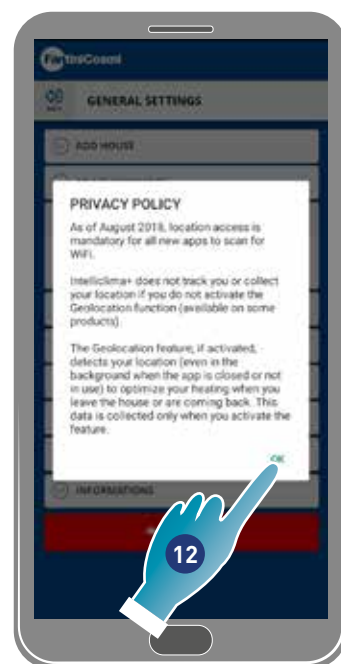 FantiniCosmi
GENERAL SETTINGS
ADD HOUSE
PRIVACY POLICY
As of August 2018, location access is
mandatory for all new apps to scan for
WiFi.
Intelliclima+ does not track you or collect
your location if you do not activate the
Geolocation function (available on some
products).
The Geolocation feature, if activated,
detects your location (even in the
background when the app is closed or not
in use) to optimize your heating when you
leave the house or are coming back. This
data is collected only when you activate the
feature.
OK
INFORMATIONS
12